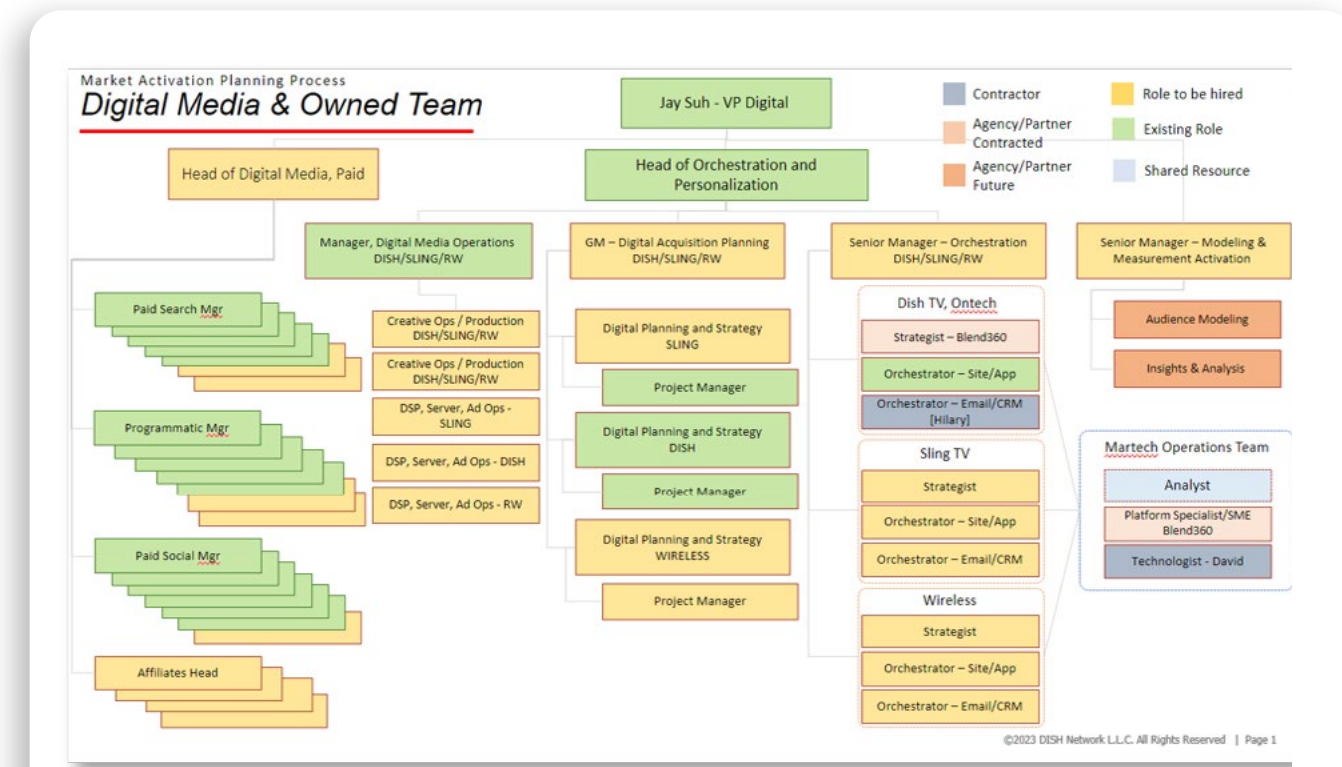 Market Activation Planning Process
Digital Media & Owned Team
Jay Suh - VP Digital
Contractor
Role to be hired
Agency/Partner
Contracted
Existing Role
Agency/Partner
Future
Shared Resource
Head of Digital Media, Paid
Head of Orchestration and
Personalization
Manager, Digital Media Operations
DISH/SLING/RW
GM – Digital Acquisition Planning
DISH/SLING/RW
Senior Manager – Orchestration
DISH/SLING/RW
Senior Manager – Modeling &
Measurement Activation
Paid Search Mgr
Programmatic Mgr
Paid Social Mgr
Affiliates Head
Creative Ops / Production
DISH/SLING/RW
Creative Ops / Production
DISH/SLING/RW
DSP, Server, Ad Ops -
SLING
DSP, Server, Ad Ops - DISH
DSP, Server, Ad Ops - RW
Digital Planning and Strategy
SLING
Project Manager
Digital Planning and Strategy
DISH
Project Manager
Digital Planning and Strategy
WIRELESS
Project Manager
Dish TV, Ontech
Strategist – Blend360
Orchestrator – Site/App
Orchestrator – Email/CRM
[Hilary]
Sling TV
Strategist
Orchestrator – Site/App
Orchestrator – Email/CRM
Wireless
Strategist
Orchestrator – Site/App
Orchestrator – Email/CRM
Audience Modeling
Insights & Analysis
Martech Operations Team
Analyst
Platform Specialist/SME
Blend360
Technologist - David
©2023 DISH Network L.L.C. All Rights Reserved | Page 1